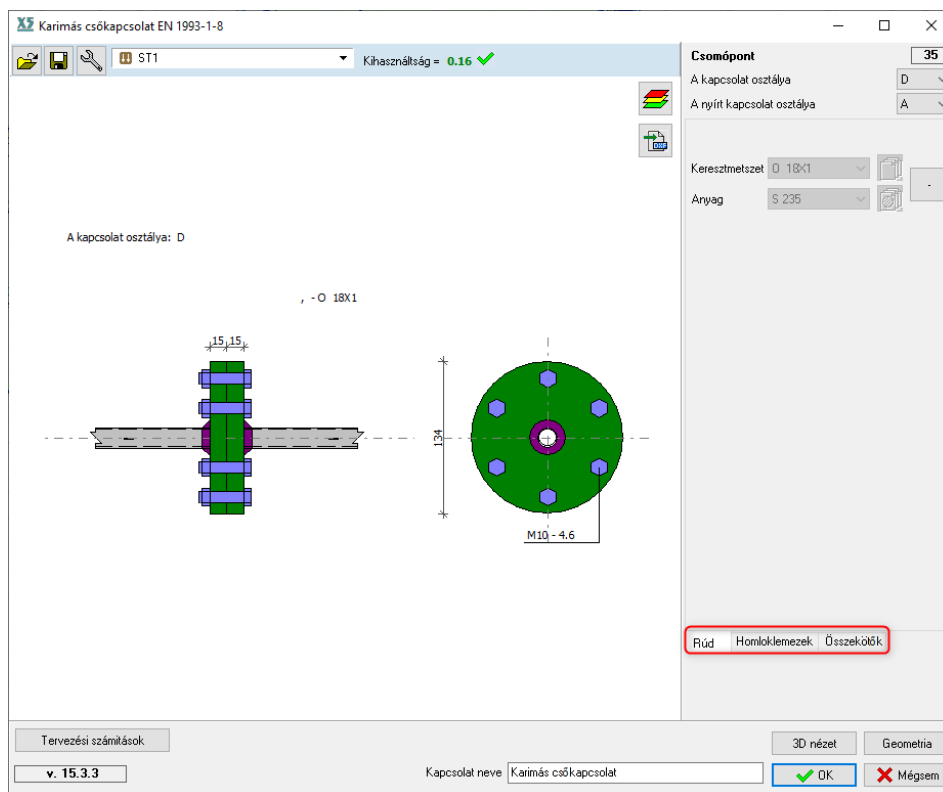 Karimás csőkapcsolat EN 1993-1-8
ST1
Kihasználtság = 0.16
Csomópont 35
A kapcsolat osztálya D
A nyírt kapcsolat osztálya A
Keresztmetszet O 18X1
Anyag S 235
-
A kapcsolat osztálya: D
, - O 18X1
15 15
134
M10 - 4.6
DXF
Rúd Homloklemezek Összekötők
Tervezési számítások
3D nézet Geometria
v. 15.3.3
Kapcsolat neve Karimás csőkapcsolat
OK Mégsem